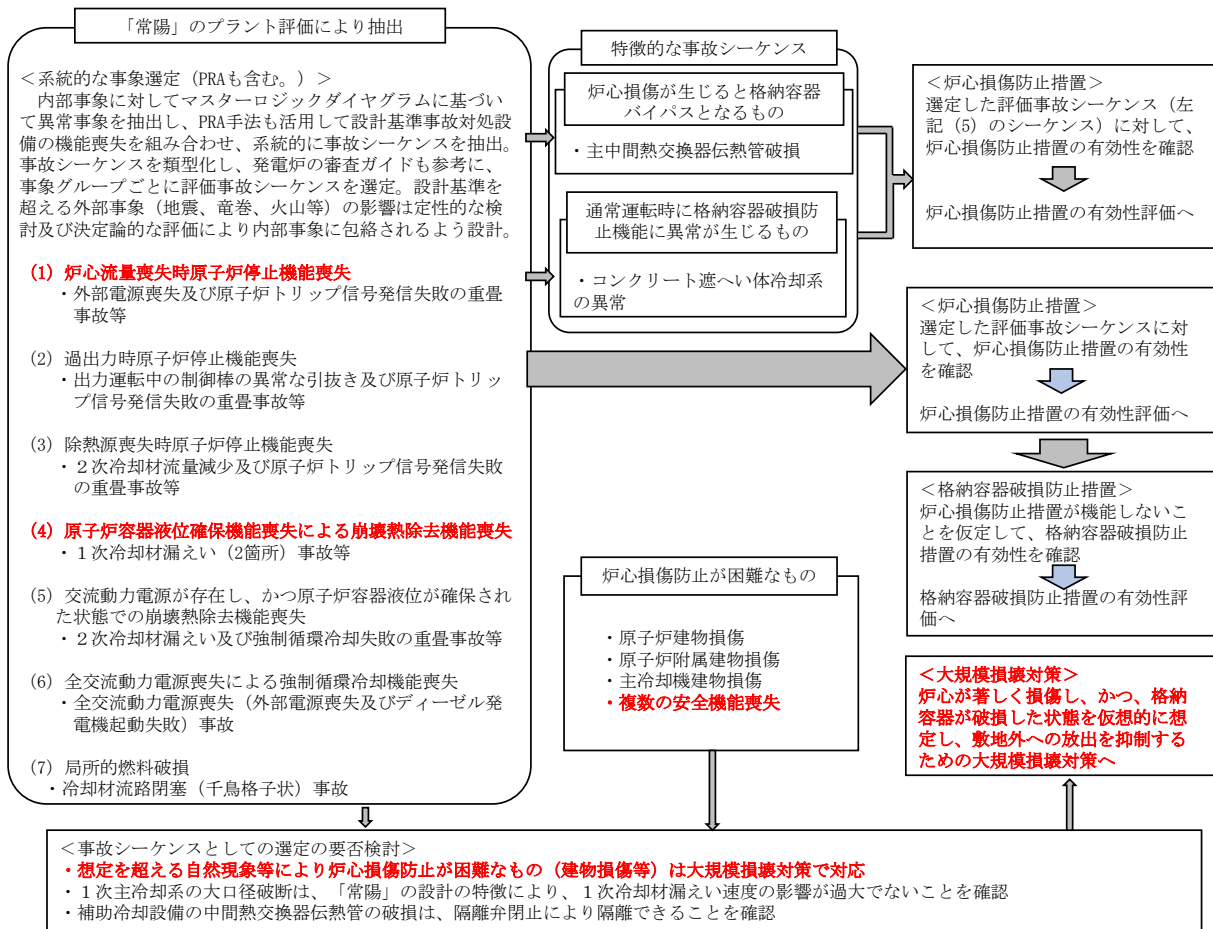 「常陽」のプラント評価により抽出
＜系統的な事象選定（PRAも含む。）＞
内部事象に対してマスターロジックダイヤグラムに基づい
て異常事象を抽出し、PRA手法も活用して設計基準事故対処設
備の機能喪失を組み合わせ、系統的に事故シーケンスを抽出。
事故シーケンスを類型化し、発電炉の審査ガイドも参考に、
事象グループごとに評価事故シーケンスを選定。設計基準を
超える外部事象（地震、竜巻、火山等）の影響は定性的な検
討及び決定論的な評価により内部事象に包絡されるよう設計。
(1) 炉心流量喪失時原子炉停止機能喪失
・外部電源喪失及び原子炉トリップ信号発信失敗の重畳
事故等
(2) 過出力時原子炉停止機能喪失
・出力運転中の制御棒の異常な引抜き及び原子炉トリッ
プ信号発信失敗の重畳事故等
(3) 除熱源喪失時原子炉停止機能喪失
・２次冷却材流量減少及び原子炉トリップ信号発信失敗
の重畳事故等
(4) 原子炉容器液位確保機能喪失による崩壊熱除去機能喪失
・１次冷却材漏えい（2箇所）事故等
(5) 交流動力電源が存在し、かつ原子炉容器液位が確保され
た状態での崩壊熱除去機能喪失
・２次冷却材漏えい及び強制循環冷却失敗の重畳事故等
(6) 全交流動力電源喪失による強制循環冷却機能喪失
・全交流動力電源喪失（外部電源喪失及びディーゼル発
電機起動失敗）事故
(7) 局所的燃料破損
・冷却材流路閉塞（千鳥格子状）事故
特徴的な事故シーケンス
炉心損傷が生じると格納容器
バイパスとなるもの
・主中間熱交換器伝熱管破損
通常運転時に格納容器破損防
止機能に異常が生じるもの
・コンクリート遮へい体冷却系
の異常
＜炉心損傷防止措置＞
選定した評価事故シーケンス（左
記（5）のシーケンス）に対して、
炉心損傷防止措置の有効性を確認
炉心損傷防止措置の有効性評価へ
＜炉心損傷防止措置＞
選定した評価事故シーケンスに対
して、炉心損傷防止措置の有効性
を確認
炉心損傷防止措置の有効性評価へ
＜格納容器破損防止措置＞
炉心損傷防止措置が機能しないこ
とを仮定して、格納容器破損防止
措置の有効性を確認
格納容器破損防止措置の有効性評
価へ
炉心損傷防止が困難なもの
・原子炉建物損傷
・原子炉附属建物損傷
・主冷却機建物損傷
・複数の安全機能喪失
＜大規模損壊対策＞
炉心が著しく損傷し、かつ、格納
容器が破損した状態を仮想的に想
定し、敷地外への放出を抑制する
ための大規模損壊対策へ
＜事故シーケンスとしての選定の要否検討＞
・想定を超える自然現象等により炉心損傷防止が困難なもの（建物損傷等）は大規模損壊対策で対応
・１次主冷却系の大口径破断は、「常陽」の設計の特徴により、１次冷却材漏えい速度の影響が過大でないことを確認
・補助冷却設備の中間熱交換器伝熱管の破損は、隔離弁閉止により隔離できることを確認